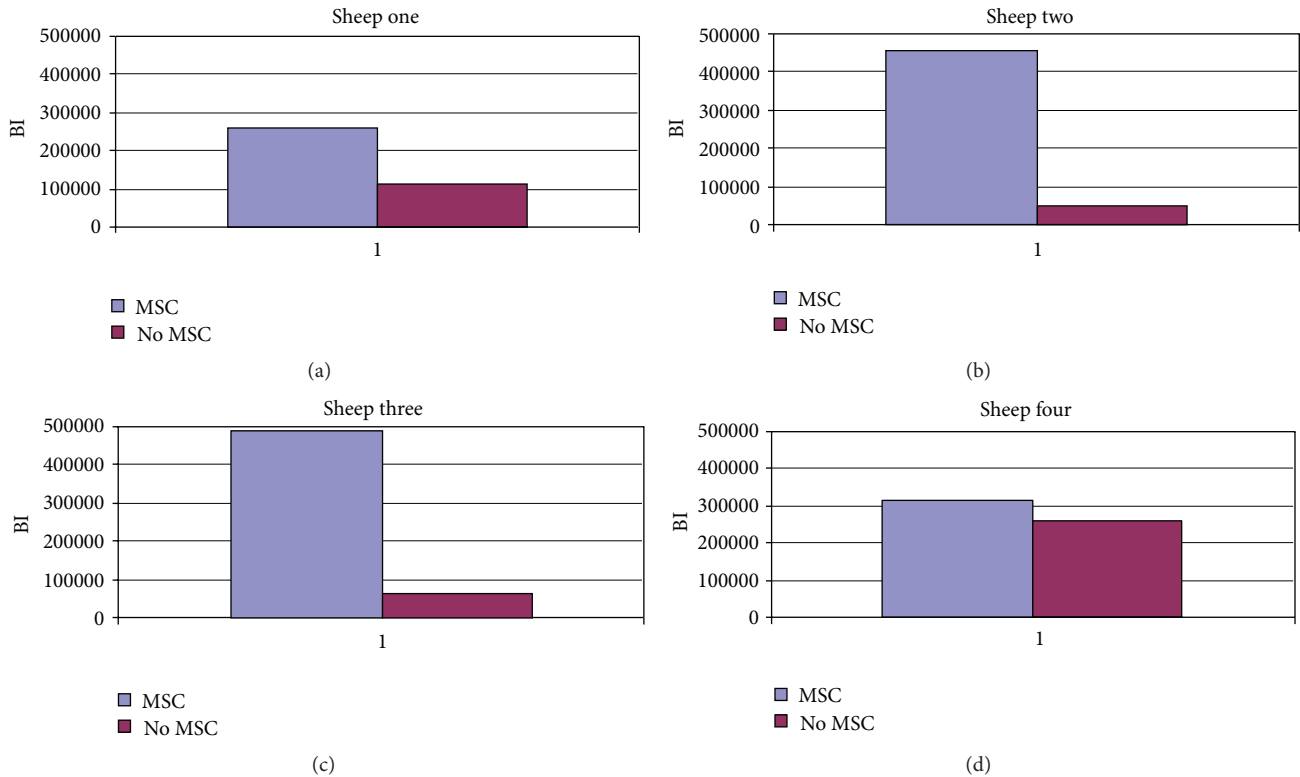 Sheep one
500000
400000
300000
200000
100000
0
BI
1
MSC
No MSC
(a)
Sheep two
500000
400000
300000
200000
100000
0
BI
1
MSC
No MSC
(b)
Sheep three
500000
400000
300000
200000
100000
0
BI
1
MSC
No MSC
(c)
Sheep four
500000
400000
300000
200000
100000
0
BI
1
MSC
No MSC
(d)